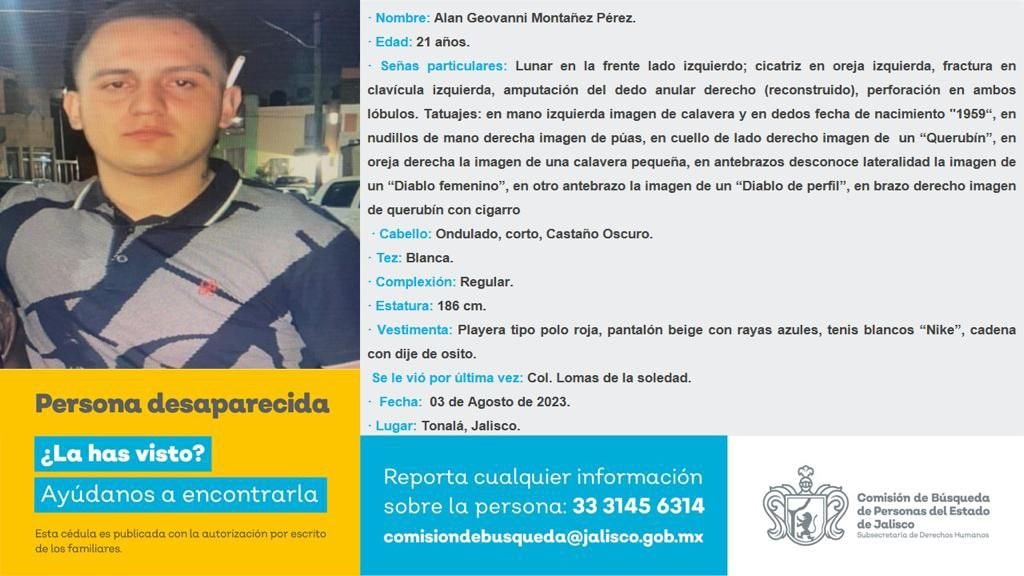 · Nombre: Alan Geovanni Montañez Pérez.
· Edad: 21 años.
· Señas particulares: Lunar en la frente lado izquierdo; cicatriz en oreja izquierda, fractura en
clavícula izquierda, amputación del dedo anular derecho (reconstruido), perforación en ambos
lóbulos. Tatuajes: en mano izquierda imagen de calavera y en dedos fecha de nacimiento "1959“, en
nudillos de mano derecha imagen de púas, en cuello de lado derecho imagen de un “Querubín”, en
oreja derecha la imagen de una calavera pequeña, en antebrazos desconoce lateralidad la imagen de
un “Diablo femenino”, en otro antebrazo la imagen de un “Diablo de perfil”, en brazo derecho imagen
de querubín con cigarro
· Cabello: Ondulado, corto, Castaño Oscuro.
· Tez: Blanca.
· Complexión: Regular.
· Estatura: 186 cm.
· Vestimenta: Playera tipo polo roja, pantalón beige con rayas azules, tenis blancos “Nike”, cadena
con dije de osito.
Se le vió por última vez: Col. Lomas de la soledad.
· Fecha: 03 de Agosto de 2023.
· Lugar: Tonalá, Jalisco.
Persona desaparecida
¿La has visto?
Ayúdanos a encontrarla
Esta cédula es publicada con la autorización por escrito
de los familiares.
Reporta cualquier información
sobre la persona: 33 3145 6314
comisiondebusqueda@jalisco.gob.mx
Comisión de Búsqueda
de Personas del Estado
de Jalisco
Subsecretaría de Derechos Humanos